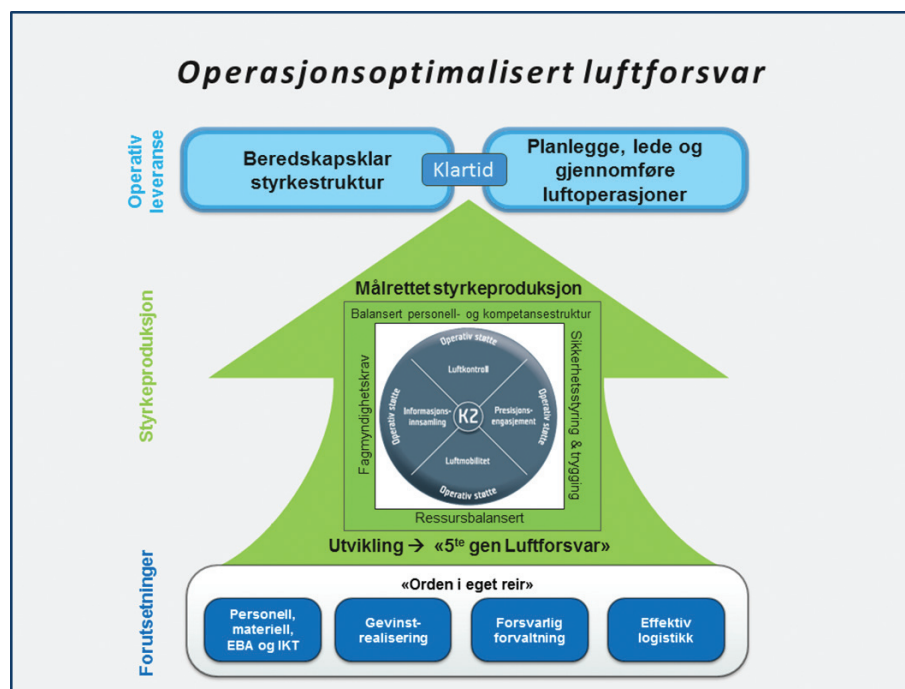 Operasjonsoptimalisert luftforsvar
Operativ
leveranse
Beredskapsklar
styrkestruktur
Klartid
Planlegge, lede og
gjennomføre
luftoperasjoner
Styrkeproduksjon
Målrettet styrkeproduksjon
Balansert personell- og kompetansestruktur
Fagmyndighetskrav
Operativ støtte
Luftkontroll
Operativ støtte
Informasjons-
innsamling
K2
Presisjons-
engasjement
Operativ støtte
Luftmobilitet
Operativ støtte
Sikkerhetsstyring & trygging
Ressursbalansert
Utvikling → «5te gen Luftforsvar»
Forutsetninger
«Orden i eget reir»
Personell,
materiell,
EBA og IKT
Gevinst-
realisering
Forsvarlig
forvaltning
Effektiv
logistikk